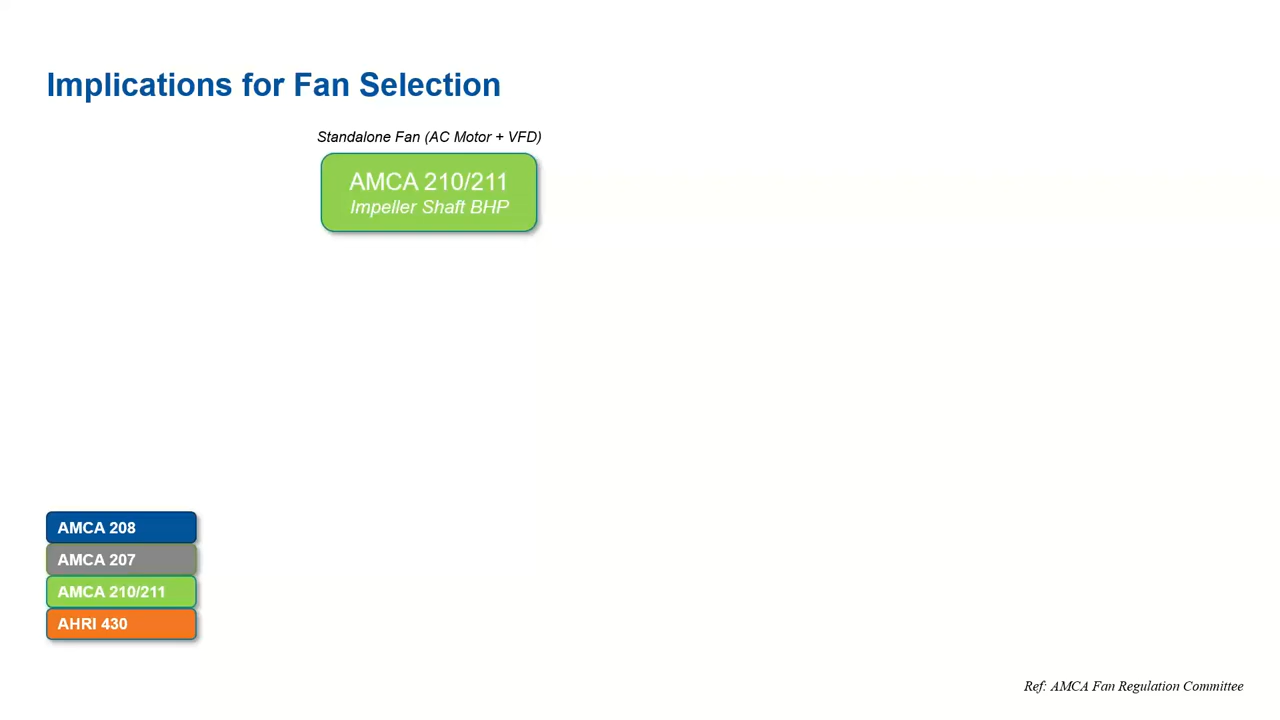 Implications for Fan Selection
Standalone Fan (AC Motor + VFD)
AMCA 210/211
Impeller Shaft BHP
AMCA 208
AMCA 207
AMCA 210/211
AHRI 430
Ref: AMCA Fan Regulation Committee